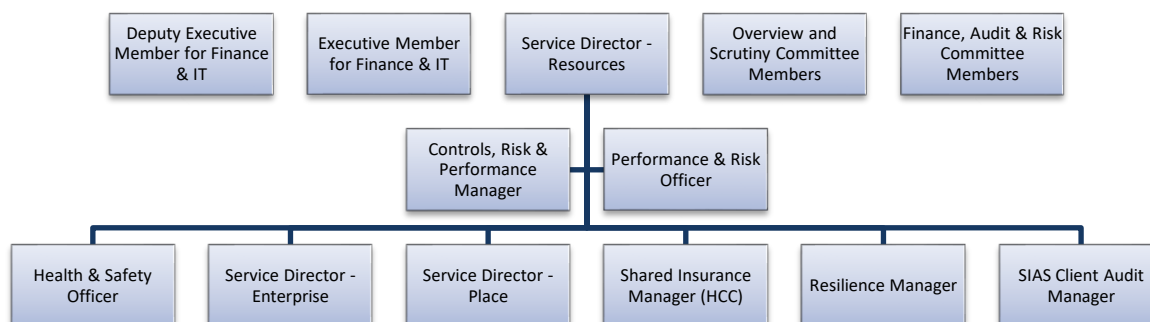 Deputy Executive
Member for Finance
& IT
Executive Member
for Finance & IT
Service Director -
Resources
Overview and
Scrutiny Committee
Members
Finance, Audit & Risk
Committee
Members
Controls, Risk &
Performance
Manager
Performance & Risk
Officer
Health & Safety
Officer
Service Director -
Enterprise
Service Director -
Place
Shared Insurance
Manager (HCC)
Resilience Manager
SIAS Client Audit
Manager